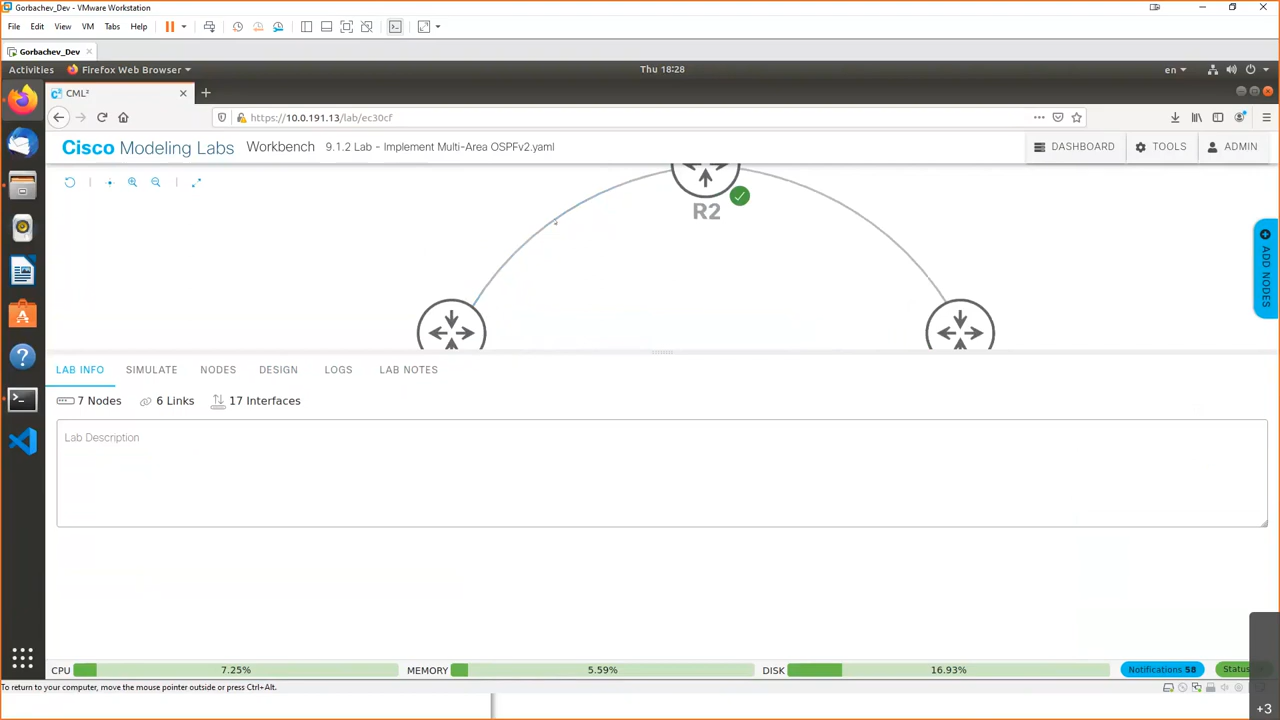 Gorbachev_Dev - VMware Workstation
File Edit View VM Tabs Help
Gorbachev_Dev
Activities Firefox Web Browser Thu 18:28 en
CML²
https://10.0.191.13/lab/ec30cf
Cisco Modeling Labs Workbench 9.1.2 Lab - Implement Multi-Area OSPFv2.yaml DASHBOARD TOOLS ADMIN
R2
ADD NODES
LAB INFO SIMULATE NODES DESIGN LOGS LAB NOTES
7 Nodes 6 Links 17 Interfaces
Lab Description
CPU 7.25% MEMORY 5.59% DISK 16.93% Notifications 58 Status
To return to your computer, move the mouse pointer outside or press Ctrl+Alt.
+3